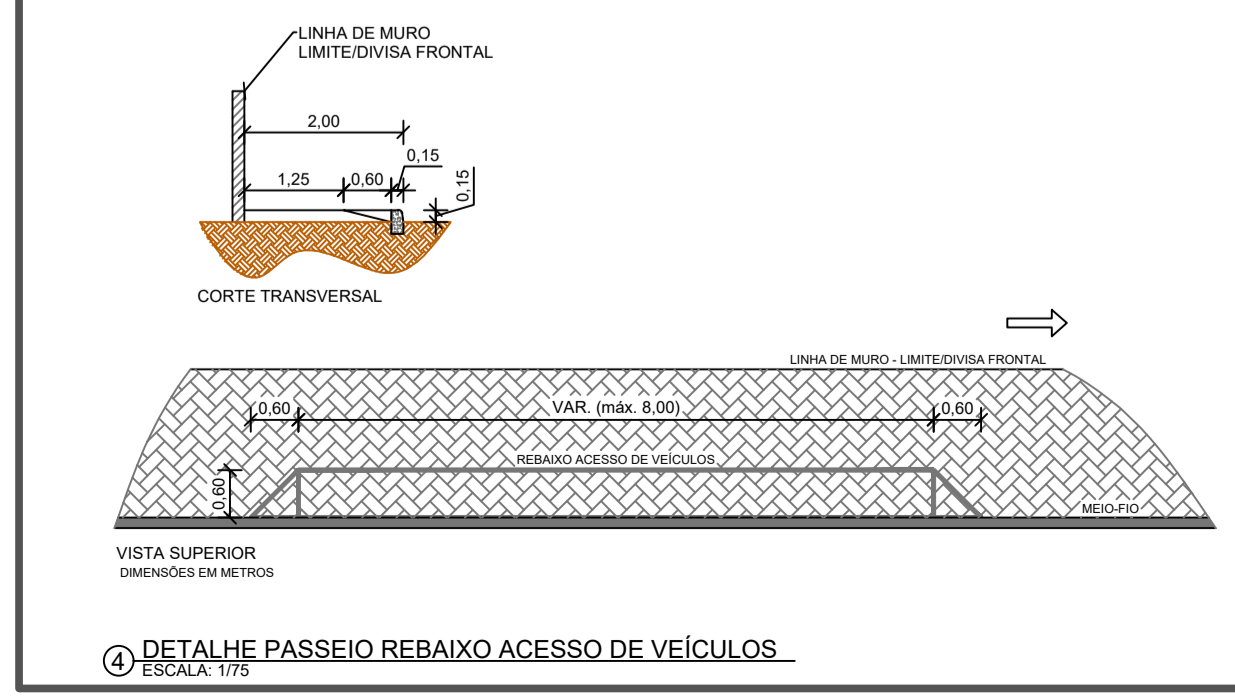 LINHA DE MURO
LIMITE/DIVISA FRONTAL
2,00
0,15
1,25
0,60
0,15
CORTE TRANSVERSAL
LINHA DE MURO - LIMITE/DIVISA FRONTAL
0,60
VAR. (máx. 8,00)
0,60
REBAIXO ACESSO DE VEÍCULOS
0,60
MEIO-FIO
VISTA SUPERIOR
DIMENSÕES EM METROS
4 DETALHE PASSEIO REBAIXO ACESSO DE VEÍCULOS
ESCALA: 1/75